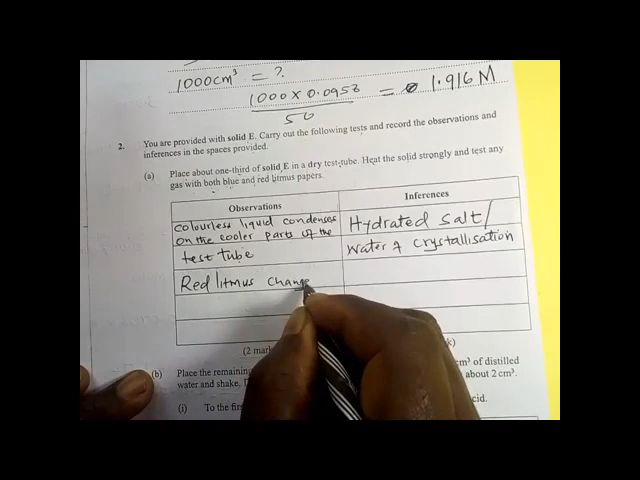 1000cm³ = ?
1000 x 0.0958 = 1.916 M
50
2. You are provided with solid E. Carry out the following tests and record the observations and
inferences in the spaces provided.
(a) Place about one-third of solid E in a dry test-tube. Heat the solid strongly and test any
gas with both blue and red litmus papers.
Observations
Inferences
colourless liquid condenses
on the cooler parts of the
test tube
Red litmus change
Hydrated salt/
Water of crystallisation
(2 mark
k)
(b) Place the remaining
cm³ of distilled
water and shake,
about 2 cm³.
(i) To the firs
cid.